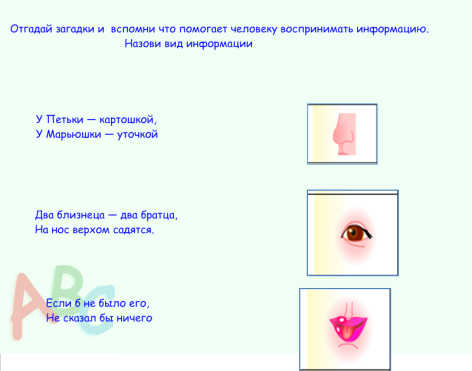 Отгадай загадки и вспомни что помогает человеку воспринимать информацию.
Назови вид информации
У Петьки — картошкой,
У Марьюшки — уточкой
Два близнеца — два братца,
На нос верхом садятся.
Если б не было его,
Не сказал бы ничего
ABC